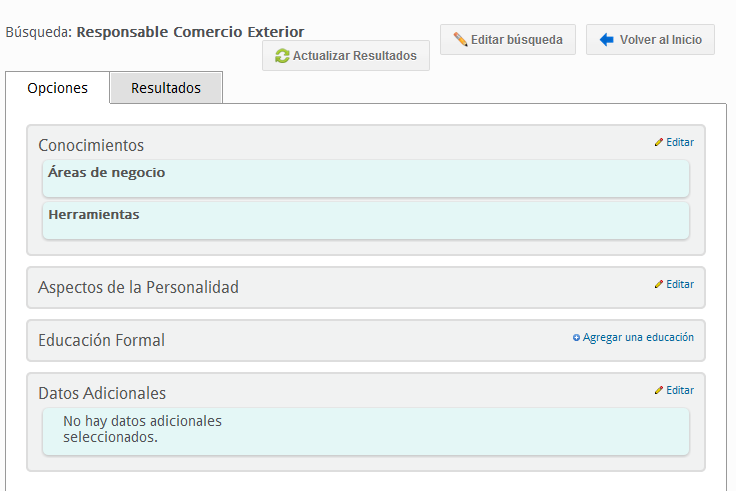 Búsqueda: Responsable Comercio Exterior
Actualizar Resultados
Editar búsqueda
Volver al Inicio
Opciones
Resultados
Conocimientos
Editar
Áreas de negocio
Herramientas
Aspectos de la Personalidad
Editar
Educación Formal
Agregar una educación
Datos Adicionales
Editar
No hay datos adicionales
seleccionados.